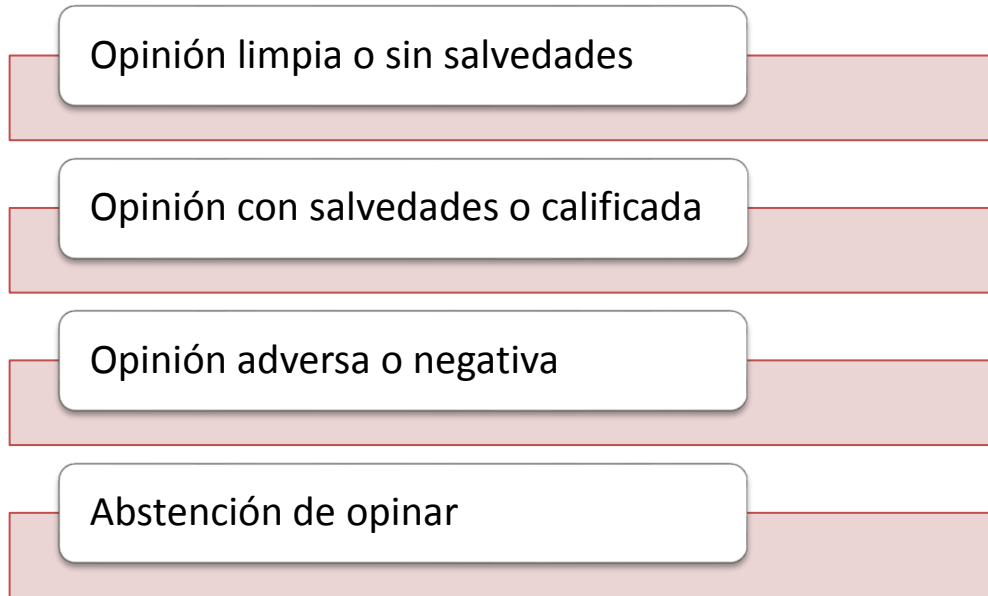 Opinión limpia o sin salvedades
Opinión con salvedades o calificada
Opinión adversa o negativa
Abstención de opinar